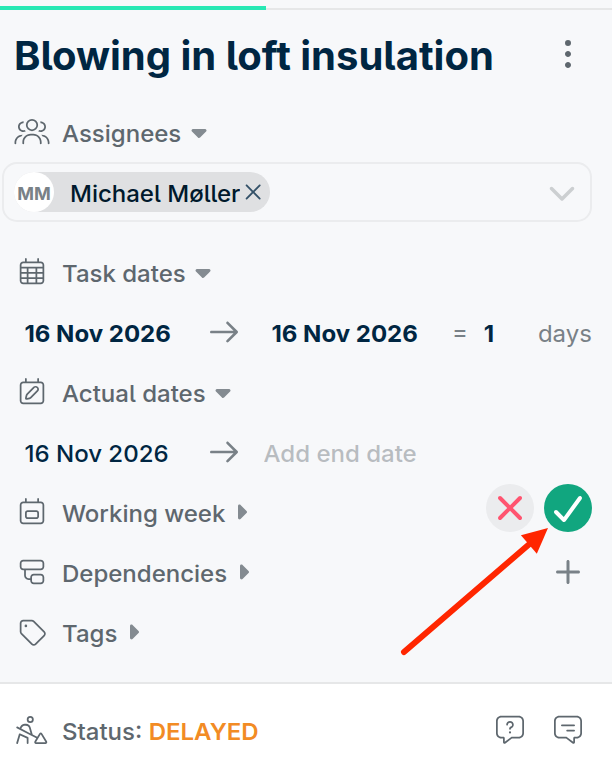 Blowing in loft insulation
Assignees
MM Michael Møller
Task dates
16 Nov 2026 16 Nov 2026 = 1 days
Actual dates
16 Nov 2026 Add end date
Working week
Dependencies
Tags
Status: DELAYED